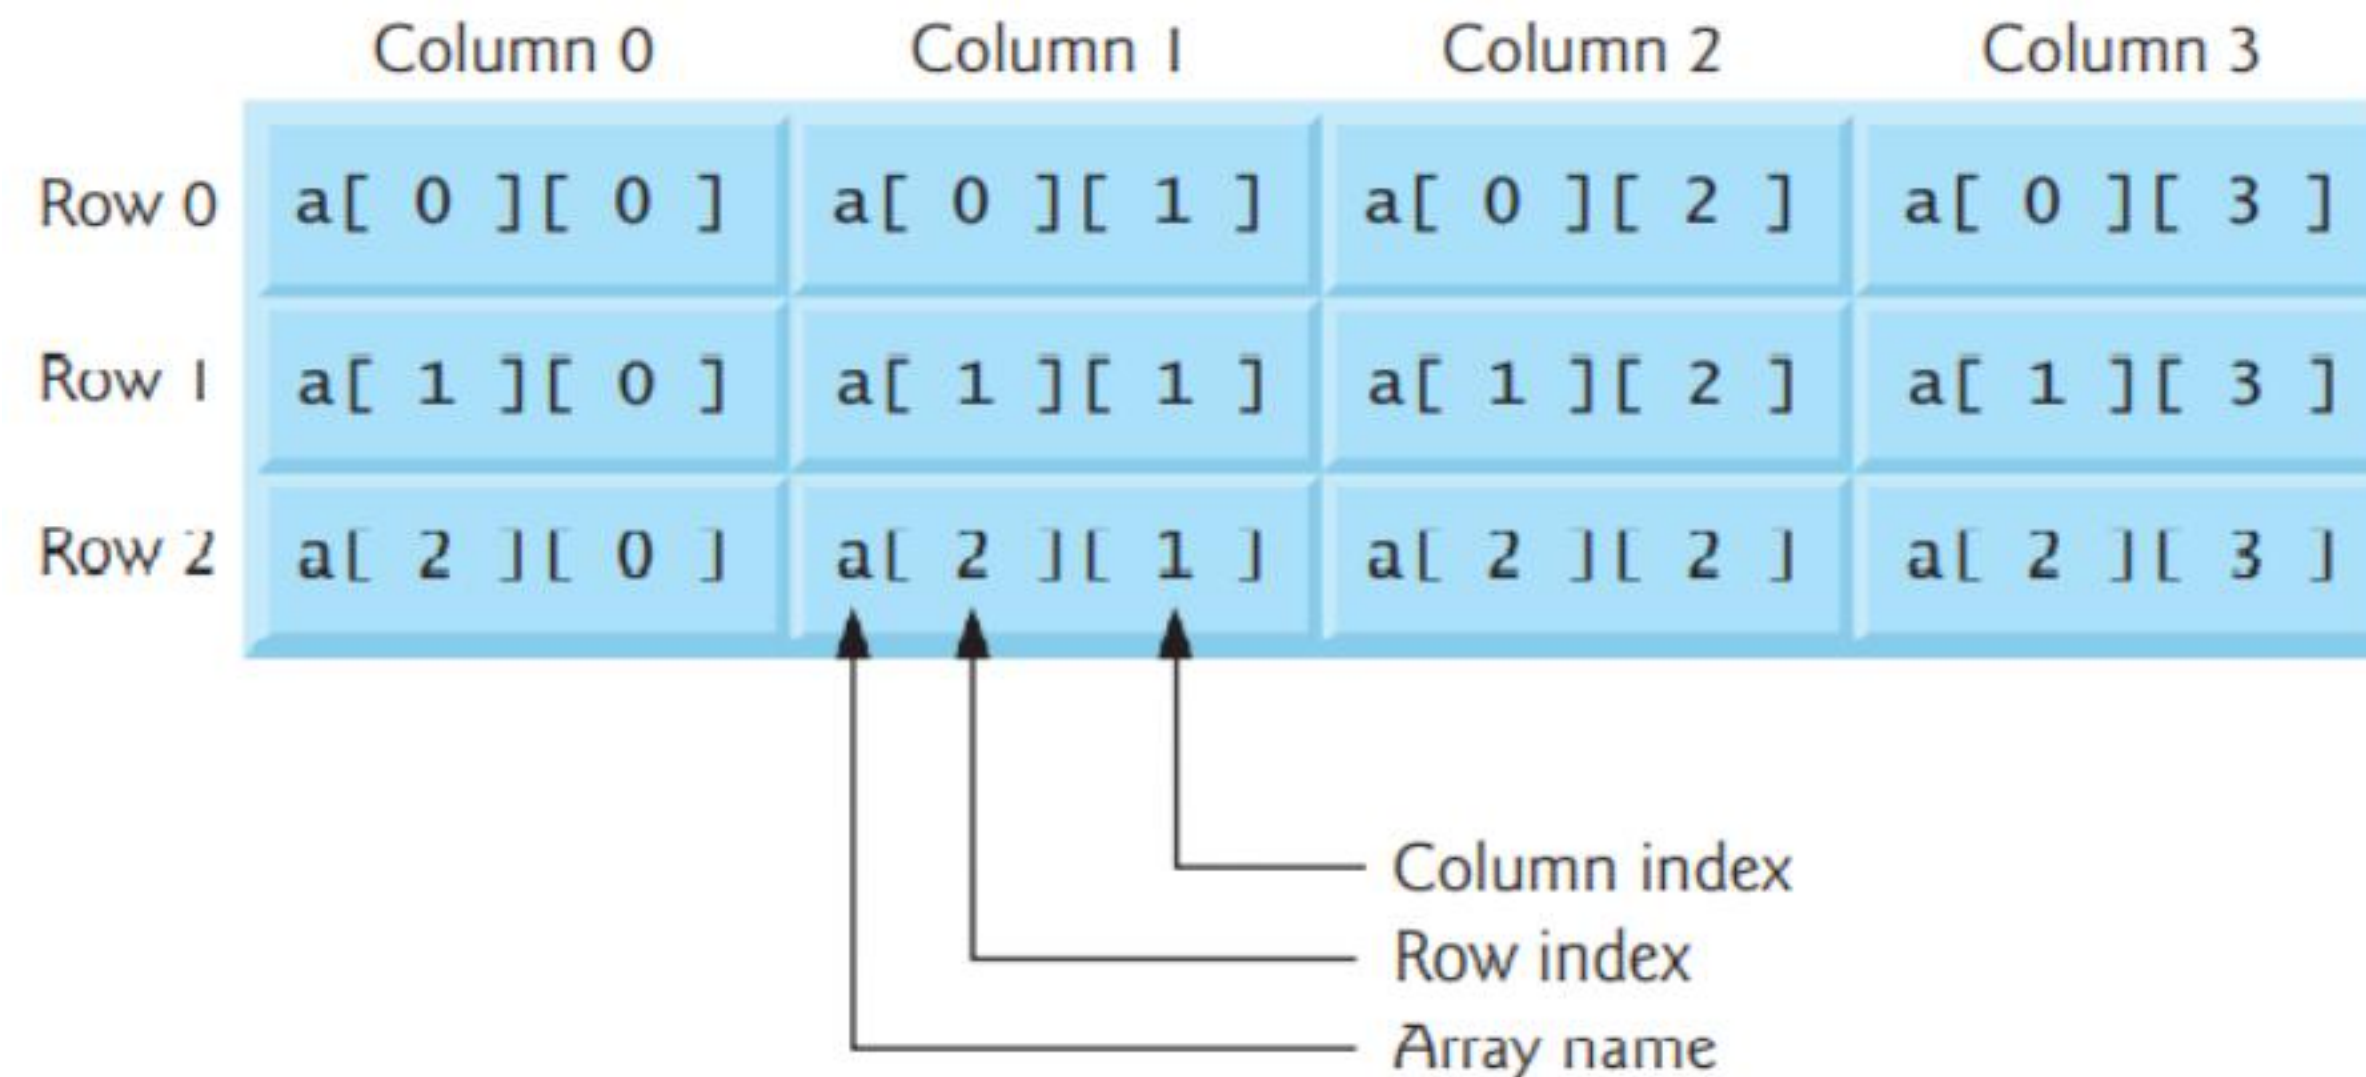 Column 0 Column 1 Column 2 Column 3
Row 0 a[ 0 ][ 0 ] a[ 0 ][ 1 ] a[ 0 ][ 2 ] a[ 0 ][ 3 ]
Row 1 a[ 1 ][ 0 ] a[ 1 ][ 1 ] a[ 1 ][ 2 ] a[ 1 ][ 3 ]
Row 2 a[ 2 ][ 0 ] a[ 2 ][ 1 ] a[ 2 ][ 2 ] a[ 2 ][ 3 ]
Column index
Row index
Array name